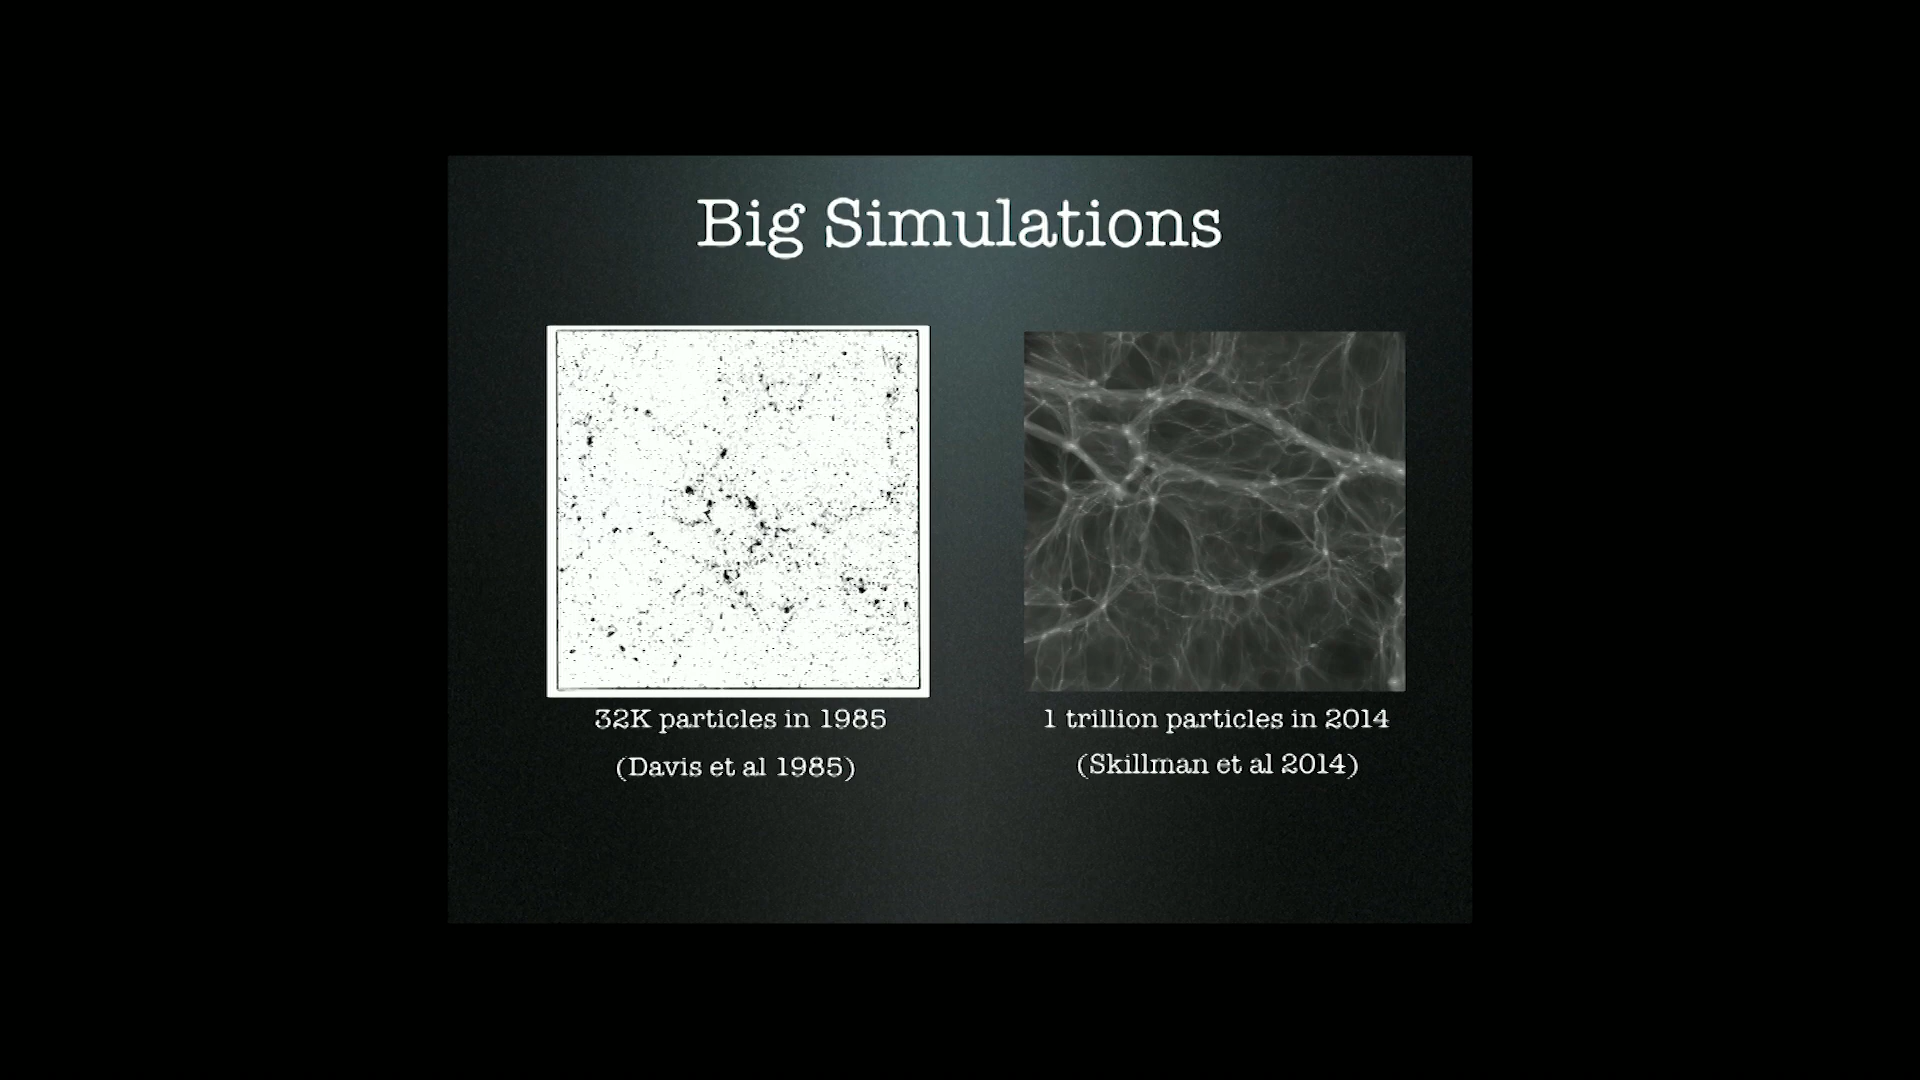 Big Simulations
32K particles in 1985
(Davis et al 1985)
1 trillion particles in 2014
(Skillman et al 2014)